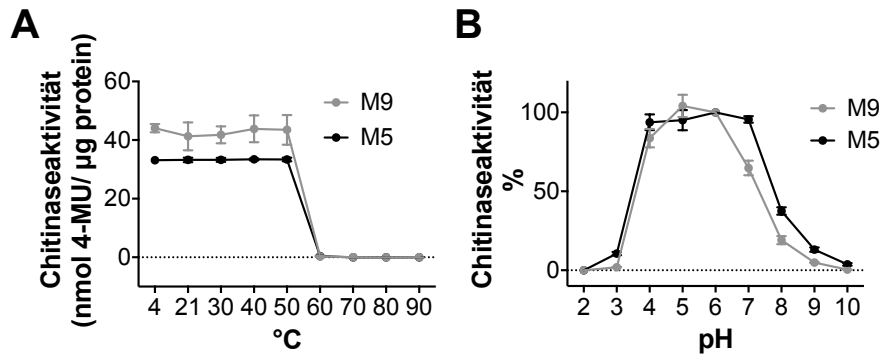 A
Chitinaseaktivität
(nmol 4-MU/ µg protein)
60
40
20
0
M9
M5
4 21 30 40 50 60 70 80 90
°C
B
Chitinaseaktivität
%
100
50
0
M9
M5
2 3 4 5 6 7 8 9 10
pH